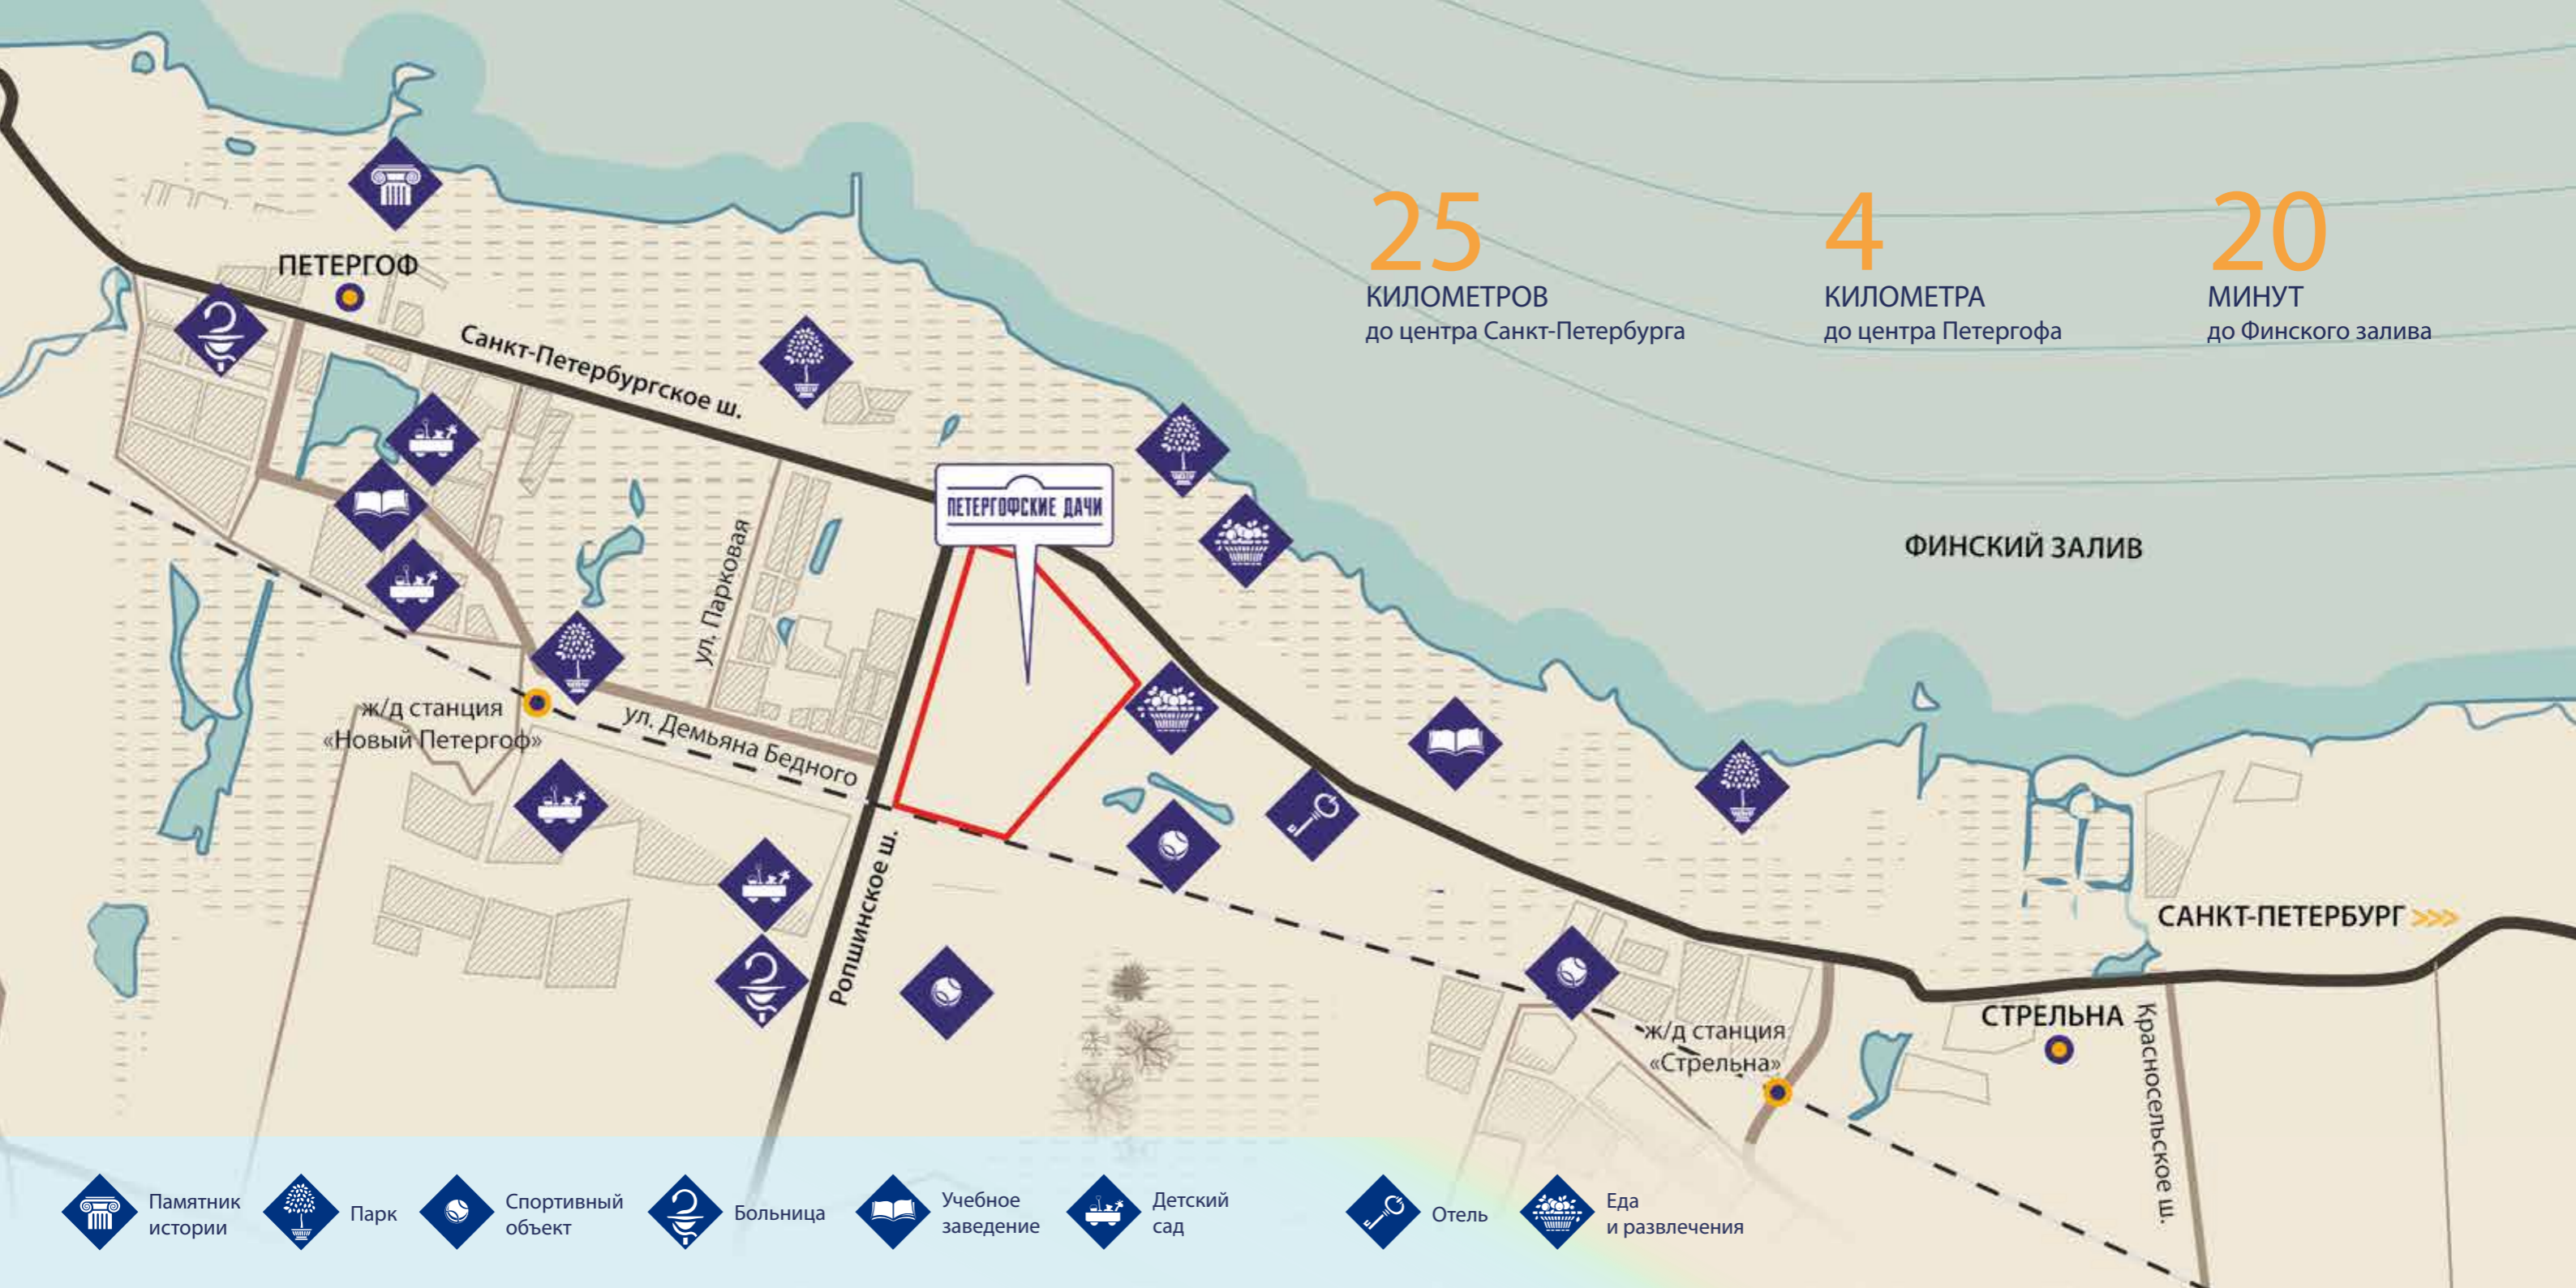 25
КИЛОМЕТРОВ
до центра Санкт-Петербурга
4
КИЛОМЕТРА
до центра Петергофа
20
МИНУТ
до Финского залива
ПЕТЕРГОФ
Санкт-Петербургское ш.
ПЕТЕРГОФСКИЕ ДАЧИ
ФИНСКИЙ ЗАЛИВ
ул. Парковая
ж/д станция
«Новый Петергоф»
ул. Демьяна Бедного
Ропшинское ш.
САНКТ-ПЕТЕРБУРГ >>>
СТРЕЛЬНА
ж/д станция
«Стрельна»
Красносельское ш.
Памятник
истории
Парк
Спортивный
объект
Больница
Учебное
заведение
Детский
сад
Отель
Еда
и развлечения